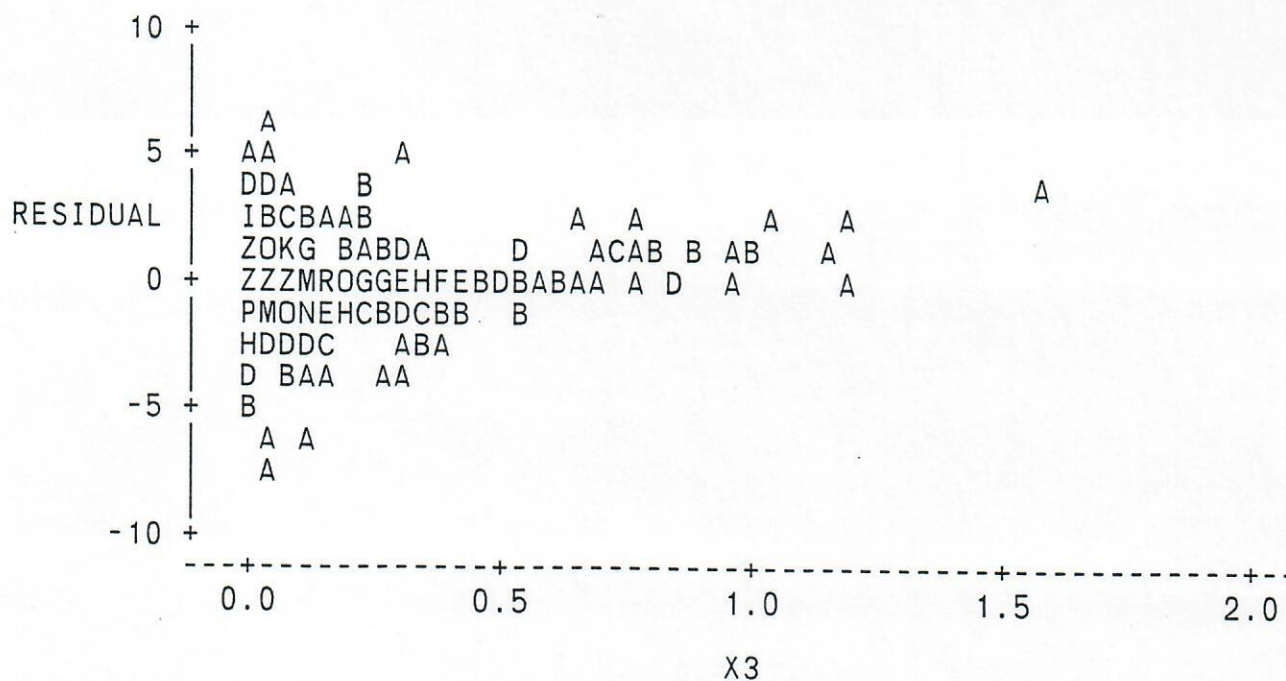 10 +
A
5 + AA A
DDA B A
RESIDUAL IBCBAAB A A A A
ZOKG BABDA D ACAB B AB A
0 + ZZZMROGGEHFEBDBABAA A D A A
PMONEHCBDCBB B
HDDDC ABA
D BAA AA
-5 + B
A A
A
-10 +
0.0 0.5 1.0 1.5 2.0
X3